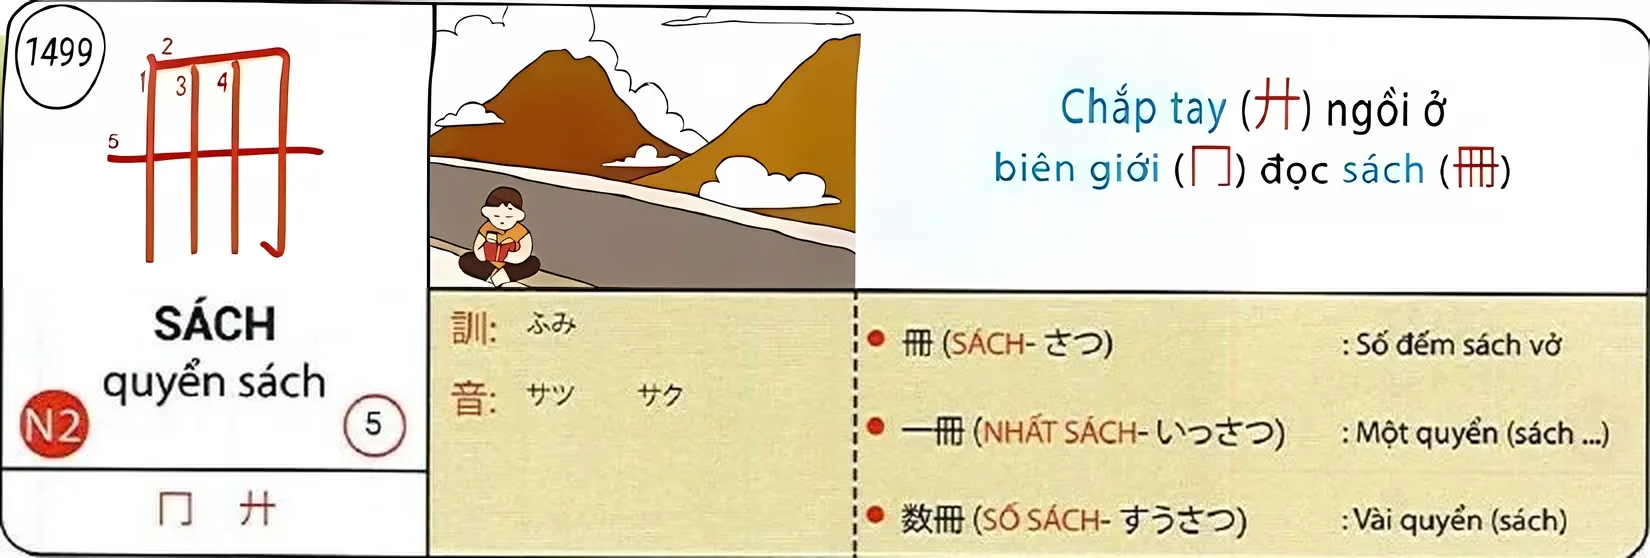 1499
1 2 3 4 5
冊
SÁCH
quyển sách
N2
5
冂 廾
Chắp tay (廾) ngồi ở
biên giới (冂) đọc sách (冊)
訓: ふみ
音: サツ サク
冊 (SÁCH- さつ) : Số đếm sách vở
一冊 (NHẤT SÁCH- いっさつ) : Một quyển (sách ...)
数冊 (SỐ SÁCH- すうさつ) : Vài quyển (sách)